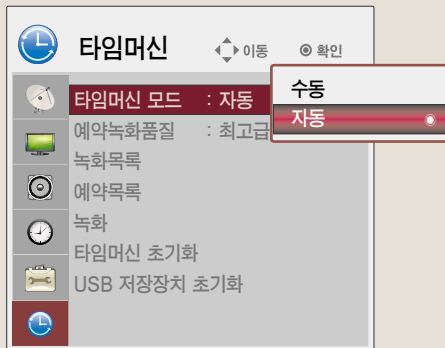 타임머신 이동 확인
타임머신 모드 : 자동
예약녹화품질 : 최고급
녹화목록
예약목록
녹화
타임머신 초기화
USB 저장장치 초기화
수동
자동